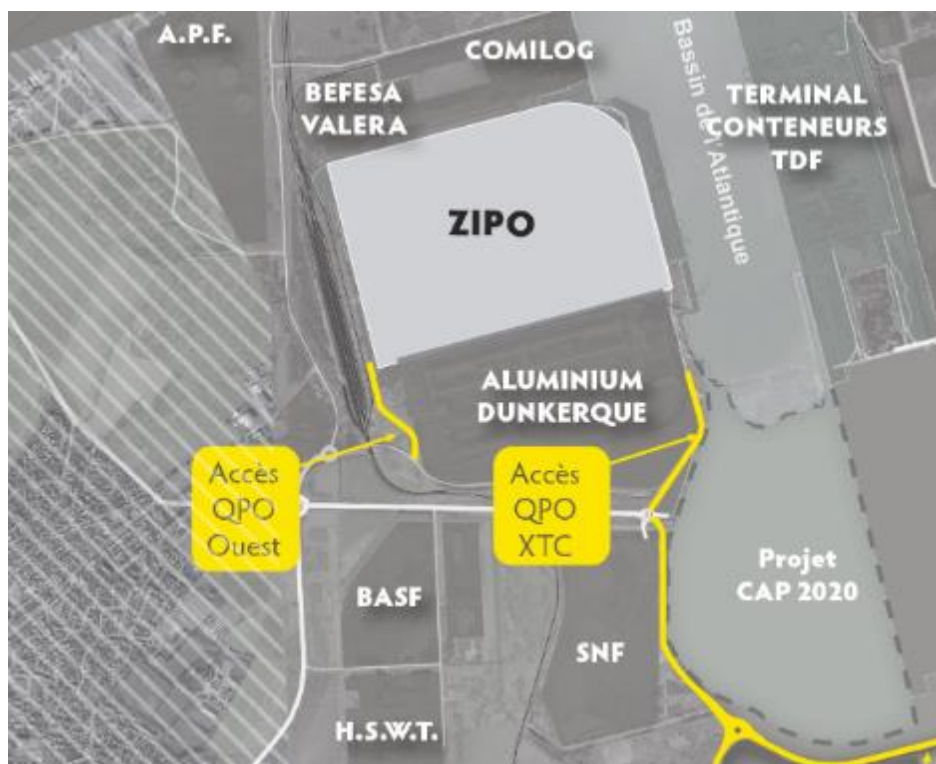 A.P.F.
COMILOG
BEFESA
VALERA
Bassin de l'Atlantique
TERMINAL
CONTENEURS
TDF
ZIPO
ALUMINIUM
DUNKERQUE
Accès
QPO
Ouest
Accès
QPO
XTC
Projet
CAP 2020
BASF
SNF
H.S.W.T.